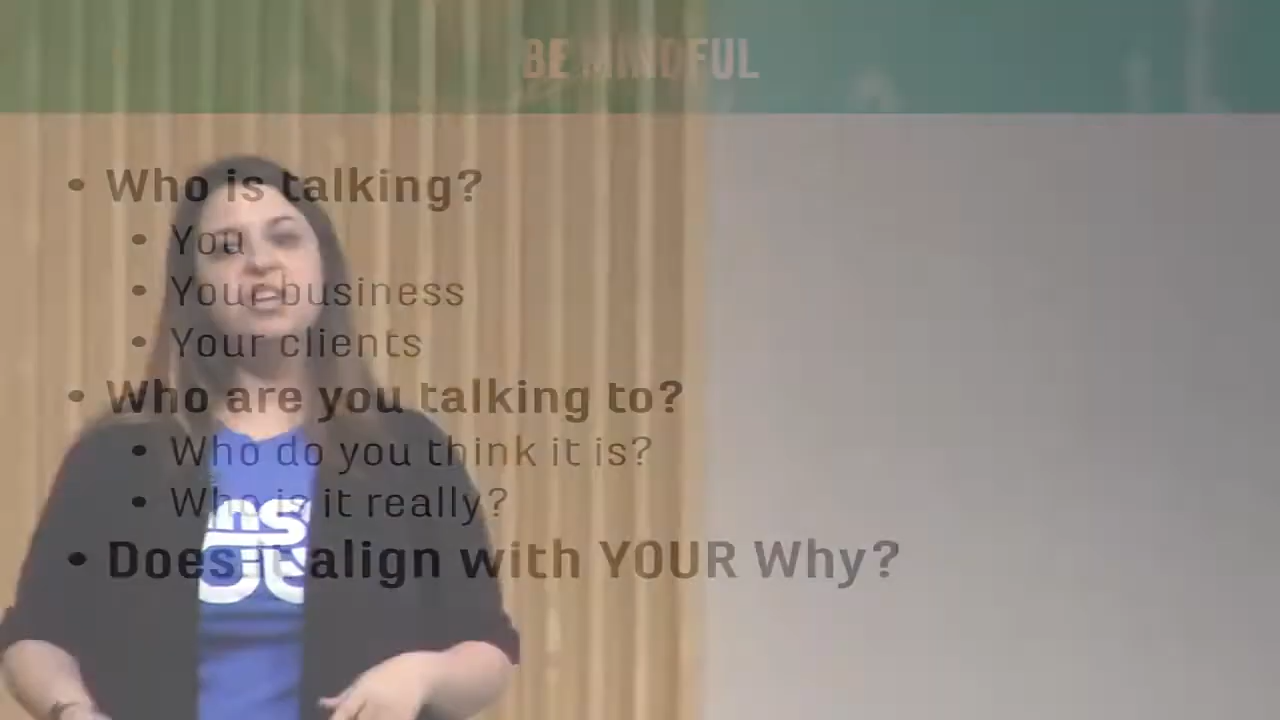 BE MINDFUL
• Who is talking?
• You
• Your business
• Your clients
• Who are you talking to?
• Who do you think it is?
• Who is it really?
• Does it align with YOUR Why?